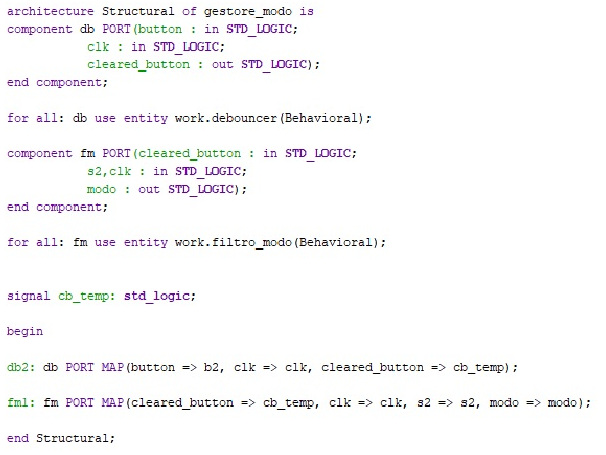 architecture Structural of gestore_modo is
component db PORT(button : in STD_LOGIC;
clk : in STD_LOGIC;
cleared_button : out STD_LOGIC);
end component;
for all: db use entity work.debouncer(Behavioral);
component fm PORT(cleared_button : in STD_LOGIC;
s2,clk : in STD_LOGIC;
modo : out STD_LOGIC);
end component;
for all: fm use entity work.filtro_modo(Behavioral);
signal cb_temp: std_logic;
begin
db2: db PORT MAP(button => b2, clk => clk, cleared_button => cb_temp);
fm1: fm PORT MAP(cleared_button => cb_temp, clk => clk, s2 => s2, modo => modo);
end Structural;